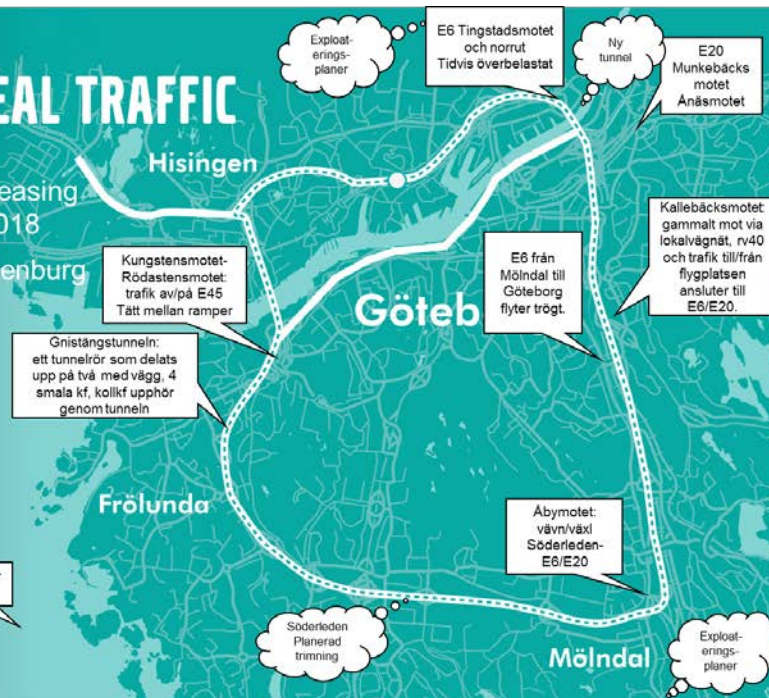 Exploat-
erings-
planer
E6 Tingstadsmotet
och norrut
Tidvis överbelastat
Ny
tunnel
E20
Munkebäcks
motet
Ånäsmotet
EAL TRAFFIC
Hisingen
easing
018
enburg
Kungstensmotet-
Rödastensmotet:
trafik av/på E45
Tätt mellan ramper
Göteb
E6 från
Mölndal till
Göteborg
flyter trögt.
Kallebäcksmotet:
gammalt mot via
lokalvägnät, rv40
och trafik till/från
flygplatsen
ansluter till
E6/E20.
Gnistängstunneln:
ett tunnelrör som delats
upp på två med vägg, 4
smala kf, kollkf upphör
genom tunneln
Frölunda
Åbymotet:
vävn/växl
Söderleden-
E6/E20
Söderleden
Planerad
trimning
Mölndal
Exploat-
erings-
planer